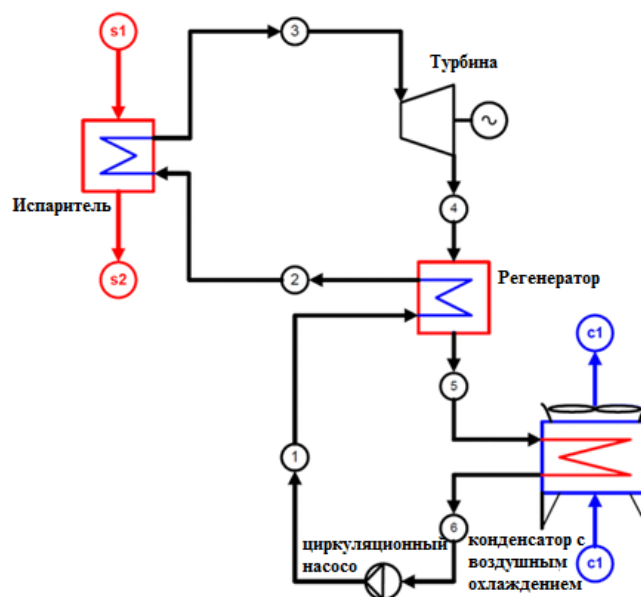 s1
3
Турбина
~
Испаритель
4
s2
2
Регенератор
c1
5
1
6
циркуляционный
насосо
конденсатор с
воздушным
охлаждением
c1